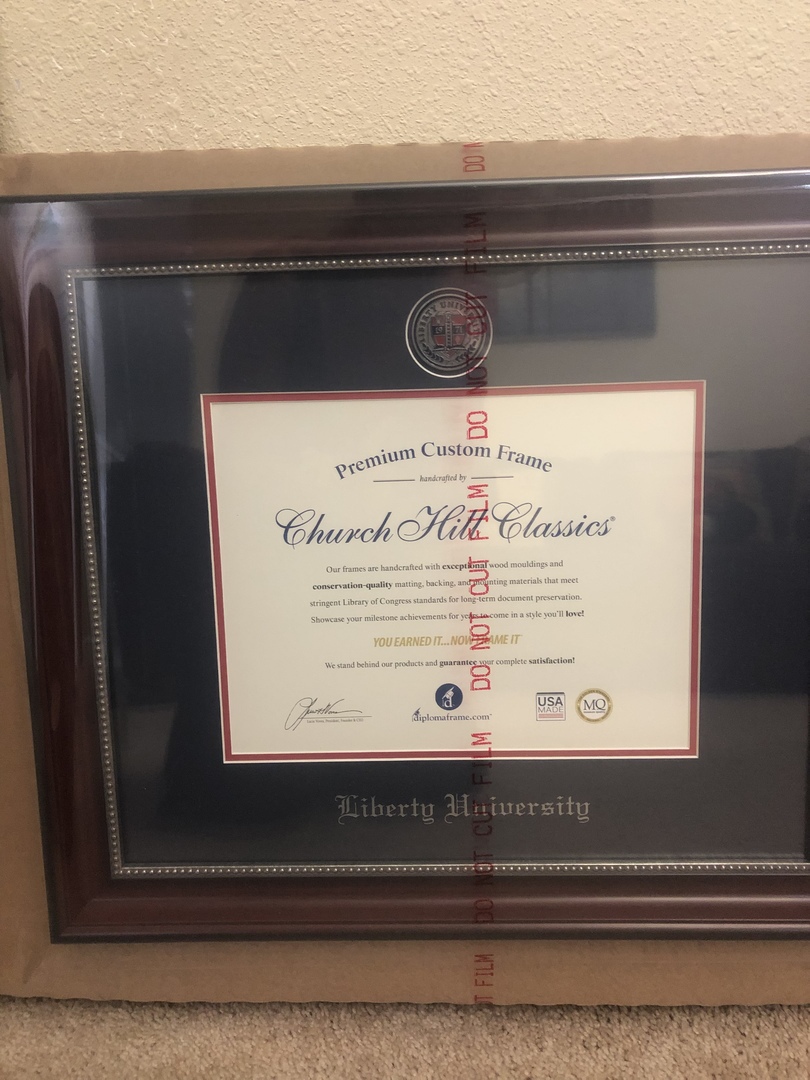 LIBERTY UNIVERSITY
1971
Premium Custom Frame
handcrafted by
Church Hill Classics®
Our frames are handcrafted with exceptional wood mouldings and
conservation-quality matting, backing, and mounting materials that meet
stringent Library of Congress standards for long-term document preservation.
Showcase your milestone achievements for years to come in a style you'll love!
YOU EARNED IT...NOW FRAME IT
We stand behind our products and guarantee your complete satisfaction!
diplomaframe.com®
USA
MADE
MQ
Liberty University
DO NOT CUT FILM DO NOT CUT FILM DO NOT CUT FILM DO N